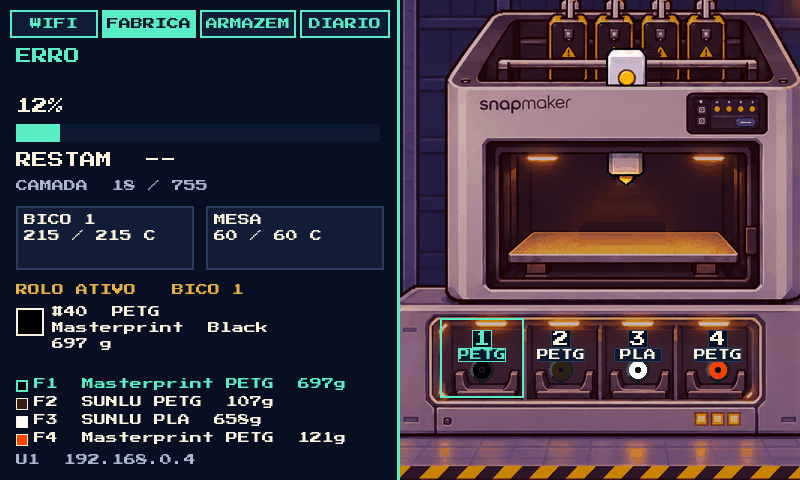 WIFI FABRICA ARMAZEM DIARIO
ERRO
12%
RESTAM --
CAMADA 18 / 755
BICO 1
215 / 215 C
MESA
60 / 60 C
ROLO ATIVO BICO 1
#40 PETG
Masterprint Black
697 g
F1 Masterprint PETG 697g
F2 SUNLU PETG 107g
F3 SUNLU PLA 658g
F4 Masterprint PETG 121g
U1 192.168.0.4
snapmaker
1 2 3 4
PETG PETG PLA PETG